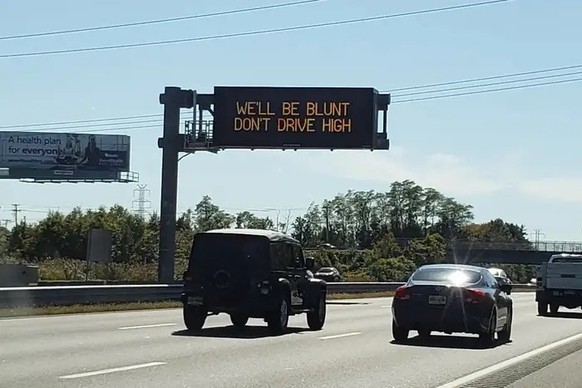 WE'LL BE BLUNT
DON'T DRIVE HIGH
A health plan
for everyone